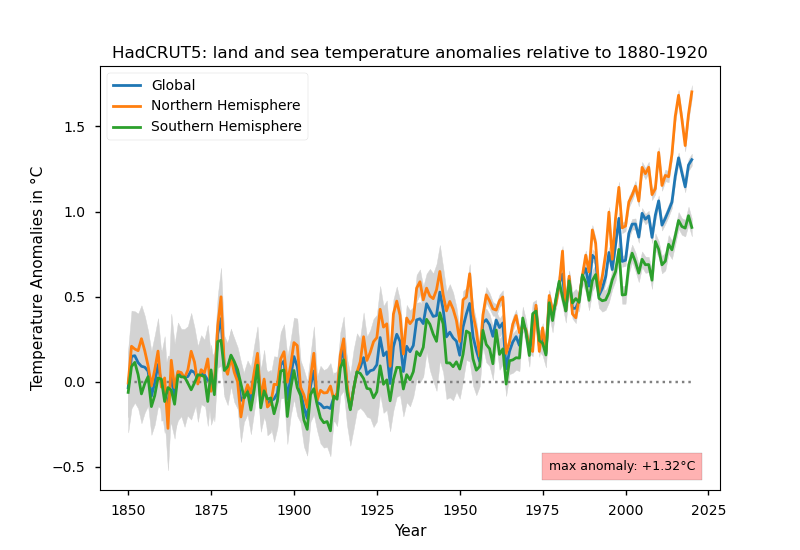 HadCRUT5: land and sea temperature anomalies relative to 1880-1920
Global
Northern Hemisphere
Southern Hemisphere
Temperature Anomalies in °C
1.5
1.0
0.5
0.0
−0.5
max anomaly: +1.32°C
1850 1875 1900 1925 1950 1975 2000 2025
Year